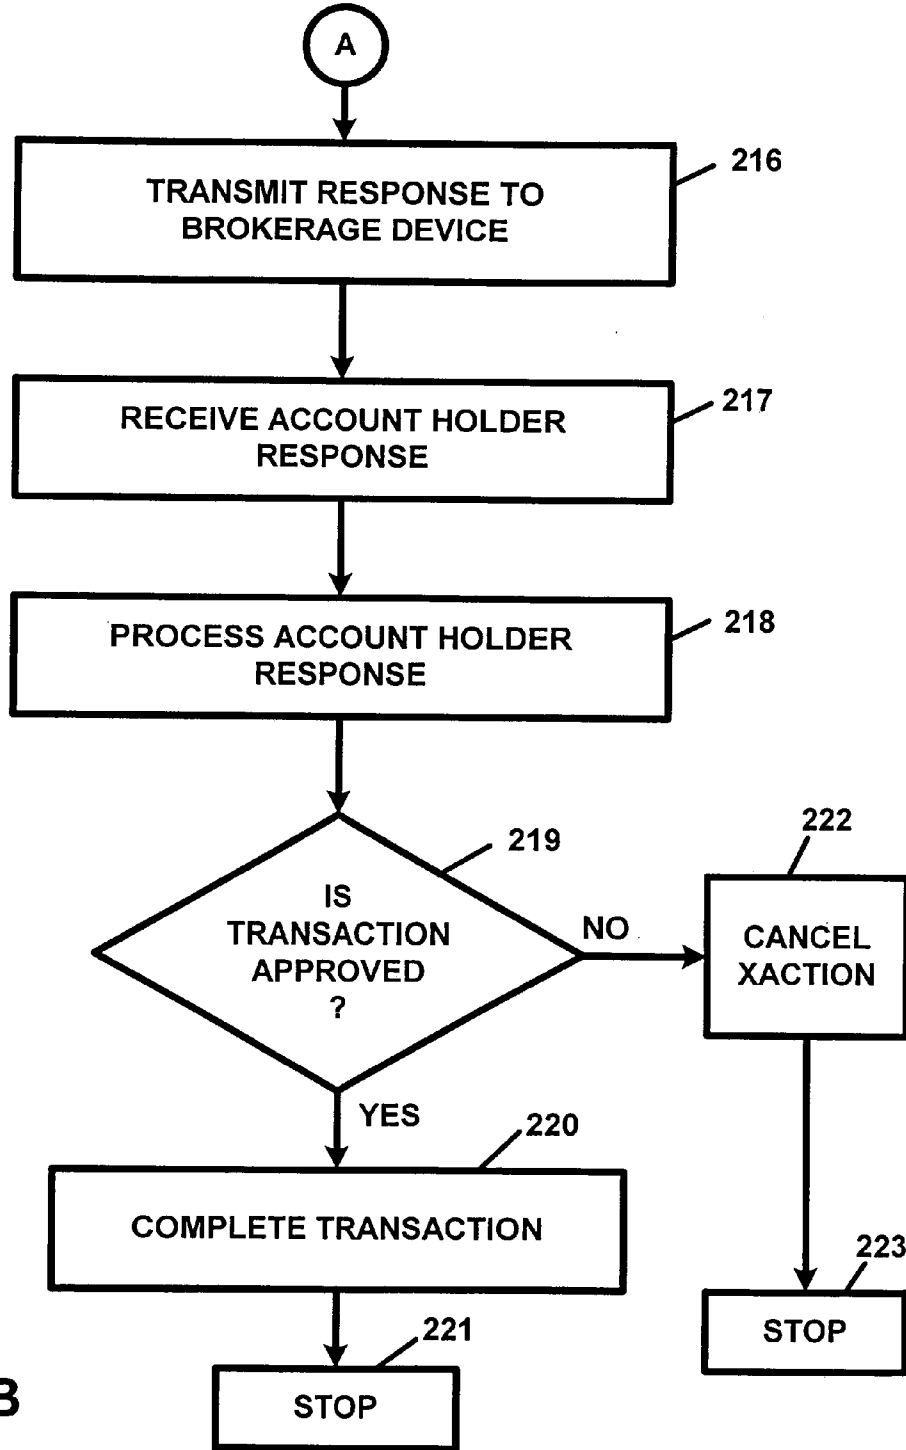 A
216
TRANSMIT RESPONSE TO
BROKERAGE DEVICE
217
RECEIVE ACCOUNT HOLDER
RESPONSE
218
PROCESS ACCOUNT HOLDER
RESPONSE
219
222
IS
TRANSACTION
APPROVED
?
NO
CANCEL
XACTION
YES
220
COMPLETE TRANSACTION
223
STOP
221
STOP
B